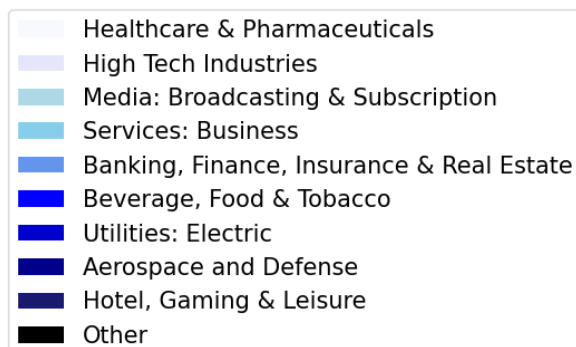 Healthcare & Pharmaceuticals
High Tech Industries
Media: Broadcasting & Subscription
Services: Business
Banking, Finance, Insurance & Real Estate
Beverage, Food & Tobacco
Utilities: Electric
Aerospace and Defense
Hotel, Gaming & Leisure
Other